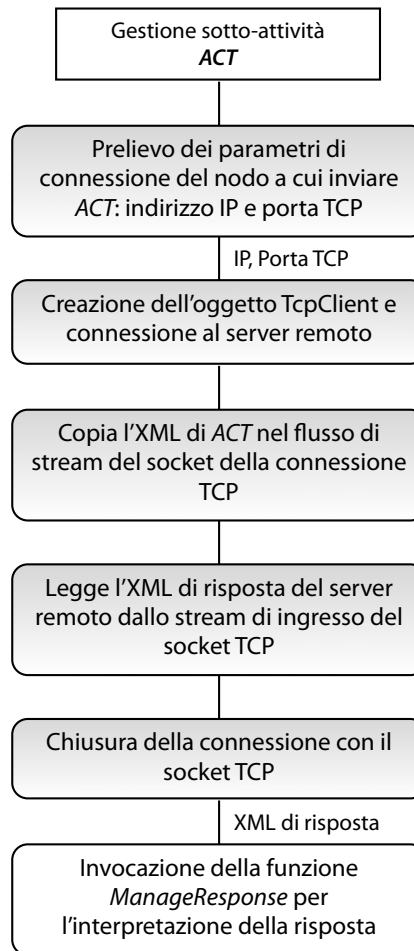 Gestione sotto-attività
ACT
Prelievo dei parametri di
connessione del nodo a cui inviare
ACT: indirizzo IP e porta TCP
IP, Porta TCP
Creazione dell'oggetto TcpClient e
connessione al server remoto
Copia l'XML di ACT nel flusso di
stream del socket della connessione
TCP
Legge l'XML di risposta del server
remoto dallo stream di ingresso del
socket TCP
Chiusura della connessione con il
socket TCP
XML di risposta
Invocazione della funzione
ManageResponse per
l'interpretazione della risposta